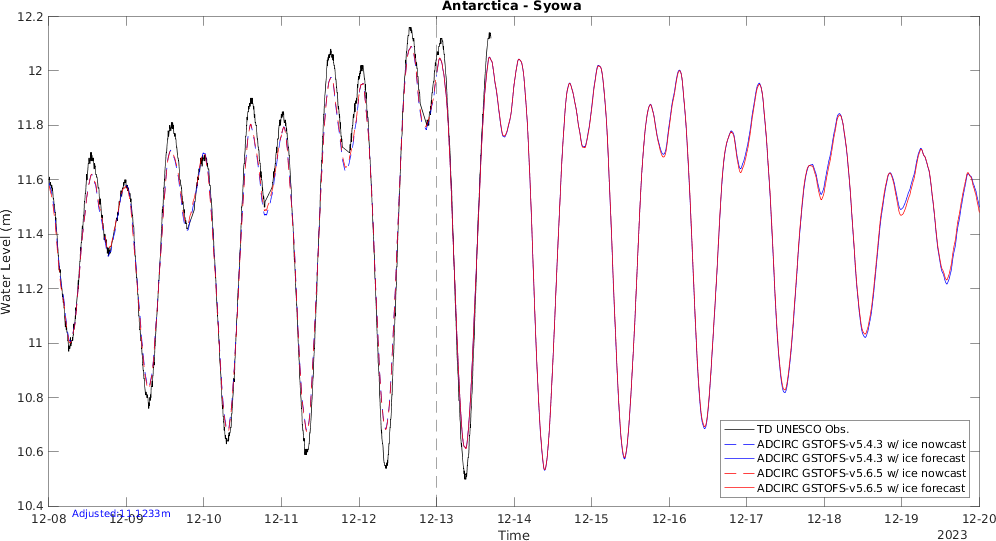 Antarctica - Syowa
12.2
12
11.8
11.6
11.4
11.2
11
10.8
10.6
10.4
Water Level (m)
TD UNESCO Obs.
ADCIRC GSTOFS-v5.4.3 w/ ice nowcast
ADCIRC GSTOFS-v5.4.3 w/ ice forecast
ADCIRC GSTOFS-v5.6.5 w/ ice nowcast
ADCIRC GSTOFS-v5.6.5 w/ ice forecast
Adjusted:11.1233m
12-08 12-09 12-10 12-11 12-12 12-13 12-14 12-15 12-16 12-17 12-18 12-19 12-20
Time
2023